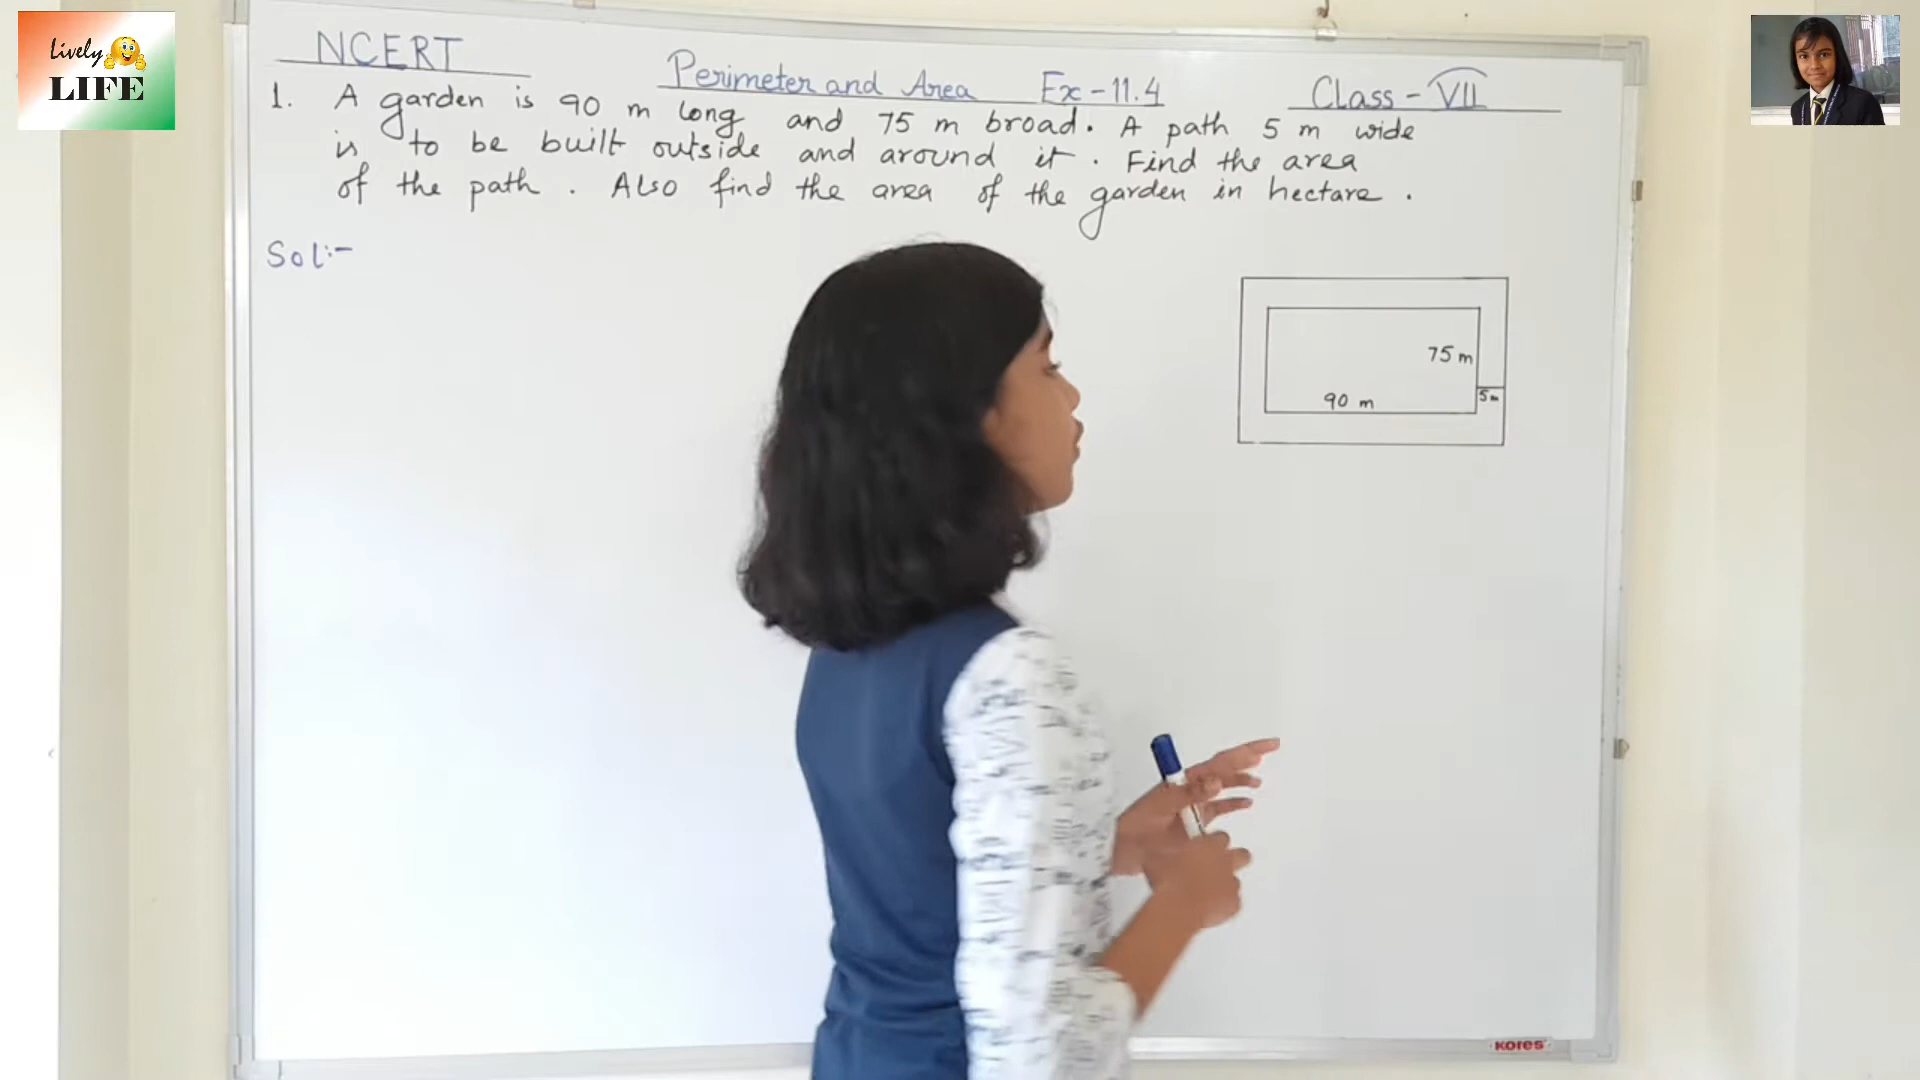 Lively
LIFE
NCERT
Perimeter and Area Ex-11.4
Class - VII
1. A garden is 90 m long and 75 m broad. A path 5 m wide
is to be built outside and around it. Find the area
of the path. Also find the area of the garden in hectare.
Sol:-
75 m
5 m
90 m
KORES